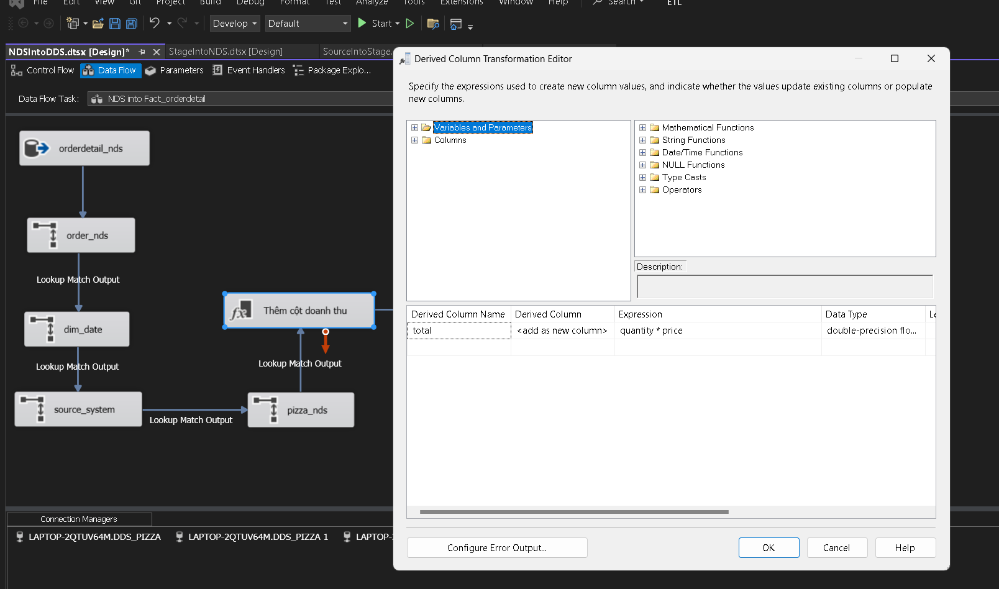 File Edit View Git Project Build Debug Format Test Analyze Tools Extensions Window Help Search ETL
Develop Default Start
NDSIntoDDS.dtsx [Design]* StageIntoNDS.dtsx [Design] SourceIntoStage.
Control Flow Data Flow Parameters Event Handlers Package Explo...
Data Flow Task: NDS into Fact_orderdetail
orderdetail_nds
order_nds
Lookup Match Output
dim_date
Lookup Match Output
source_system
Lookup Match Output
pizza_nds
Lookup Match Output
Thêm cột doanh thu
Connection Managers
LAPTOP-2QTUV64M.DDS_PIZZA LAPTOP-2QTUV64M.DDS_PIZZA 1
Derived Column Transformation Editor
Specify the expressions used to create new column values, and indicate whether the values update existing columns or populate
new columns.
Variables and Parameters
Columns
Mathematical Functions
String Functions
Date/Time Functions
NULL Functions
Type Casts
Operators
Description:
Derived Column Name Derived Column Expression Data Type
total <add as new column> quantity * price double-precision flo...
Configure Error Output... OK Cancel Help